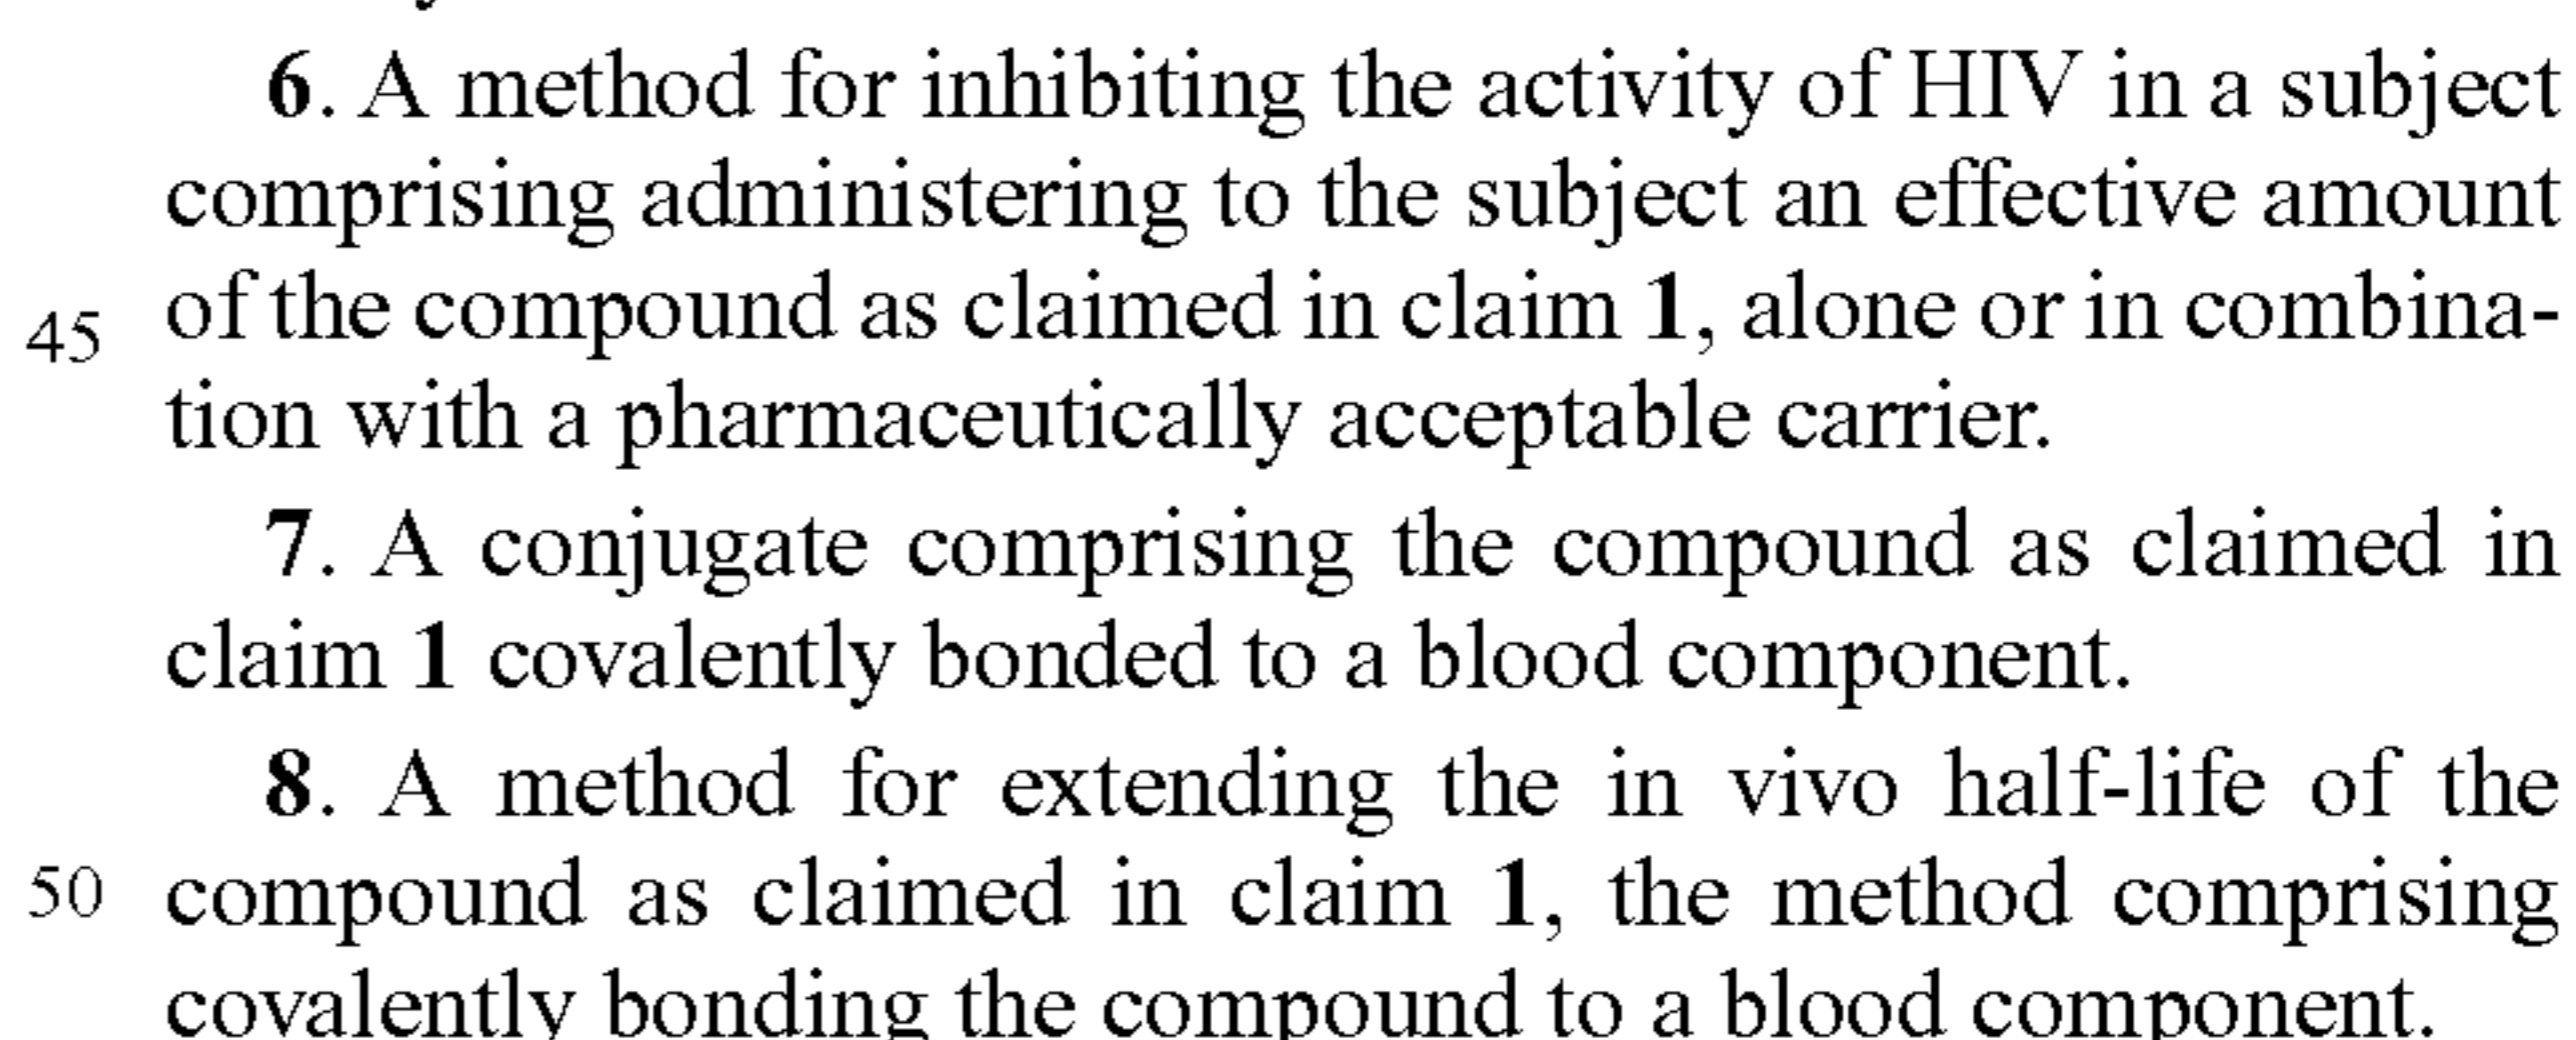 6. A method for inhibiting the activity of HIV in a subject
comprising administering to the subject an effective amount
45 of the compound as claimed in claim 1, alone or in combina-
tion with a pharmaceutically acceptable carrier.
7. A conjugate comprising the compound as claimed in
claim 1 covalently bonded to a blood component.
8. A method for extending the in vivo half-life of the
50 compound as claimed in claim 1, the method comprising
covalently bonding the compound to a blood component.